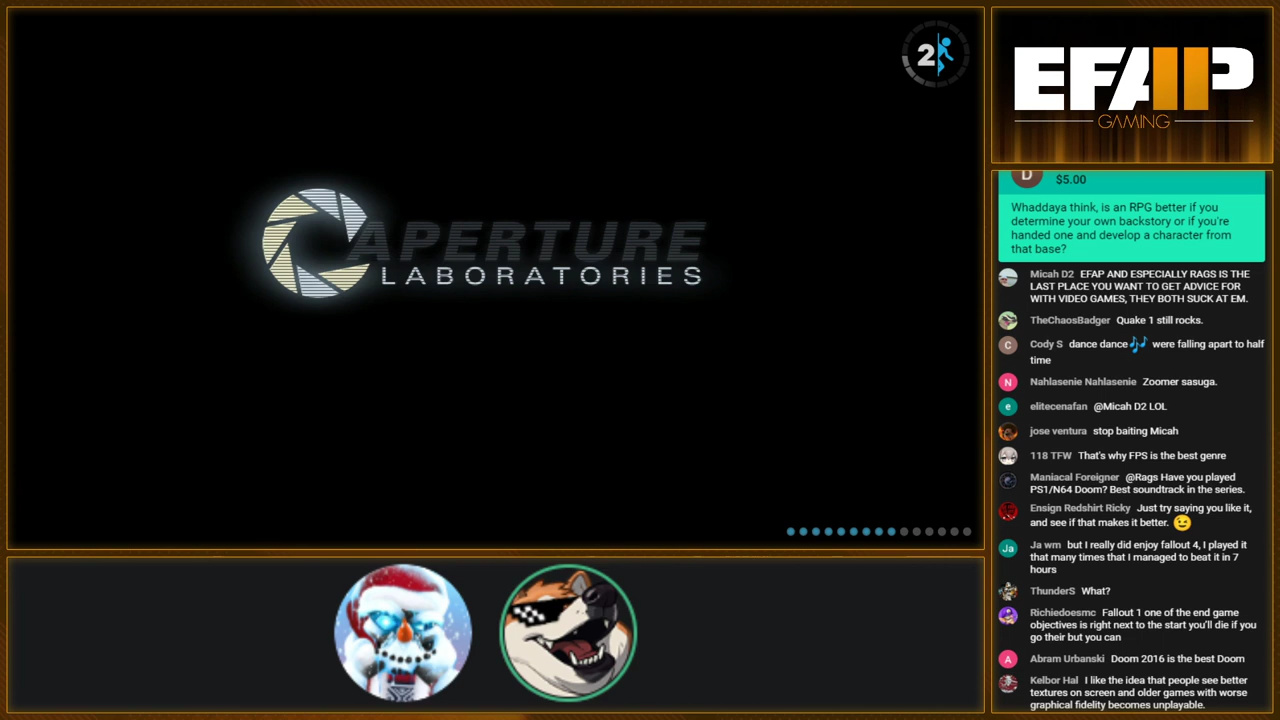 2
APERTURE
LABORATORIES
EFAP
GAMING
D
$5.00
Whaddaya think, is an RPG better if you
determine your own backstory or if you're
handed one and develop a character from
that base?
Micah D2 EFAP AND ESPECIALLY RAGS IS THE
LAST PLACE YOU WANT TO GET ADVICE FOR
WITH VIDEO GAMES, THEY BOTH SUCK AT EM.
TheChaosBadger Quake 1 still rocks.
C
Cody S dance dance🎶 were falling apart to half
time
N
Nahlasenie Nahlasenie Zoomer sasuga.
e
elitecenafan @Micah D2 LOL
jose ventura stop baiting Micah
118 TFW That's why FPS is the best genre
Maniacal Foreigner @Rags Have you played
PS1/N64 Doom? Best soundtrack in the series.
Ensign Redshirt Ricky Just try saying you like it,
and see if that makes it better. 😉
Ja
Ja wm but I really did enjoy fallout 4, I played it
that many times that I managed to beat it in 7
hours
ThunderS What?
Richiedoesmc Fallout 1 one of the end game
objectives is right next to the start you'll die if you
go their but you can
A
Abram Urbanski Doom 2016 is the best Doom
Kelbor Hal I like the idea that people see better
textures on screen and older games with worse
graphical fidelity becomes unplayable.